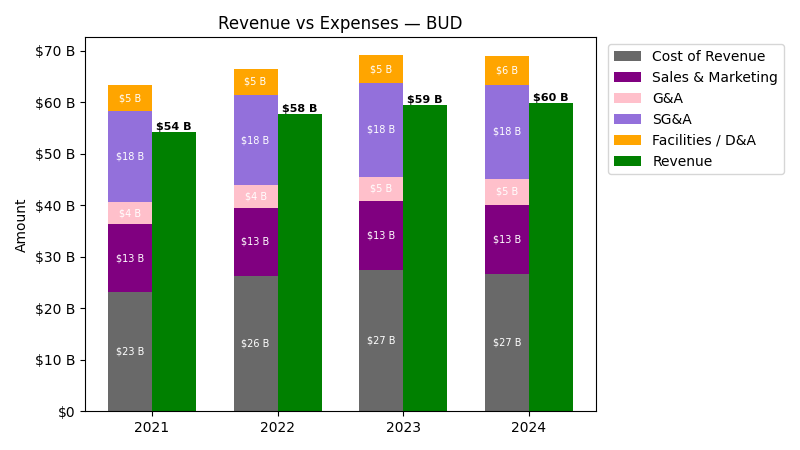 Revenue vs Expenses — BUD
Amount
$70 B
$60 B
$50 B
$40 B
$30 B
$20 B
$10 B
$0
$5 B
$18 B
$4 B
$13 B
$23 B
$54 B
$5 B
$18 B
$4 B
$13 B
$26 B
$58 B
$5 B
$18 B
$5 B
$13 B
$27 B
$59 B
$6 B
$18 B
$5 B
$13 B
$27 B
$60 B
2021
2022
2023
2024
Cost of Revenue
Sales & Marketing
G&A
SG&A
Facilities / D&A
Revenue